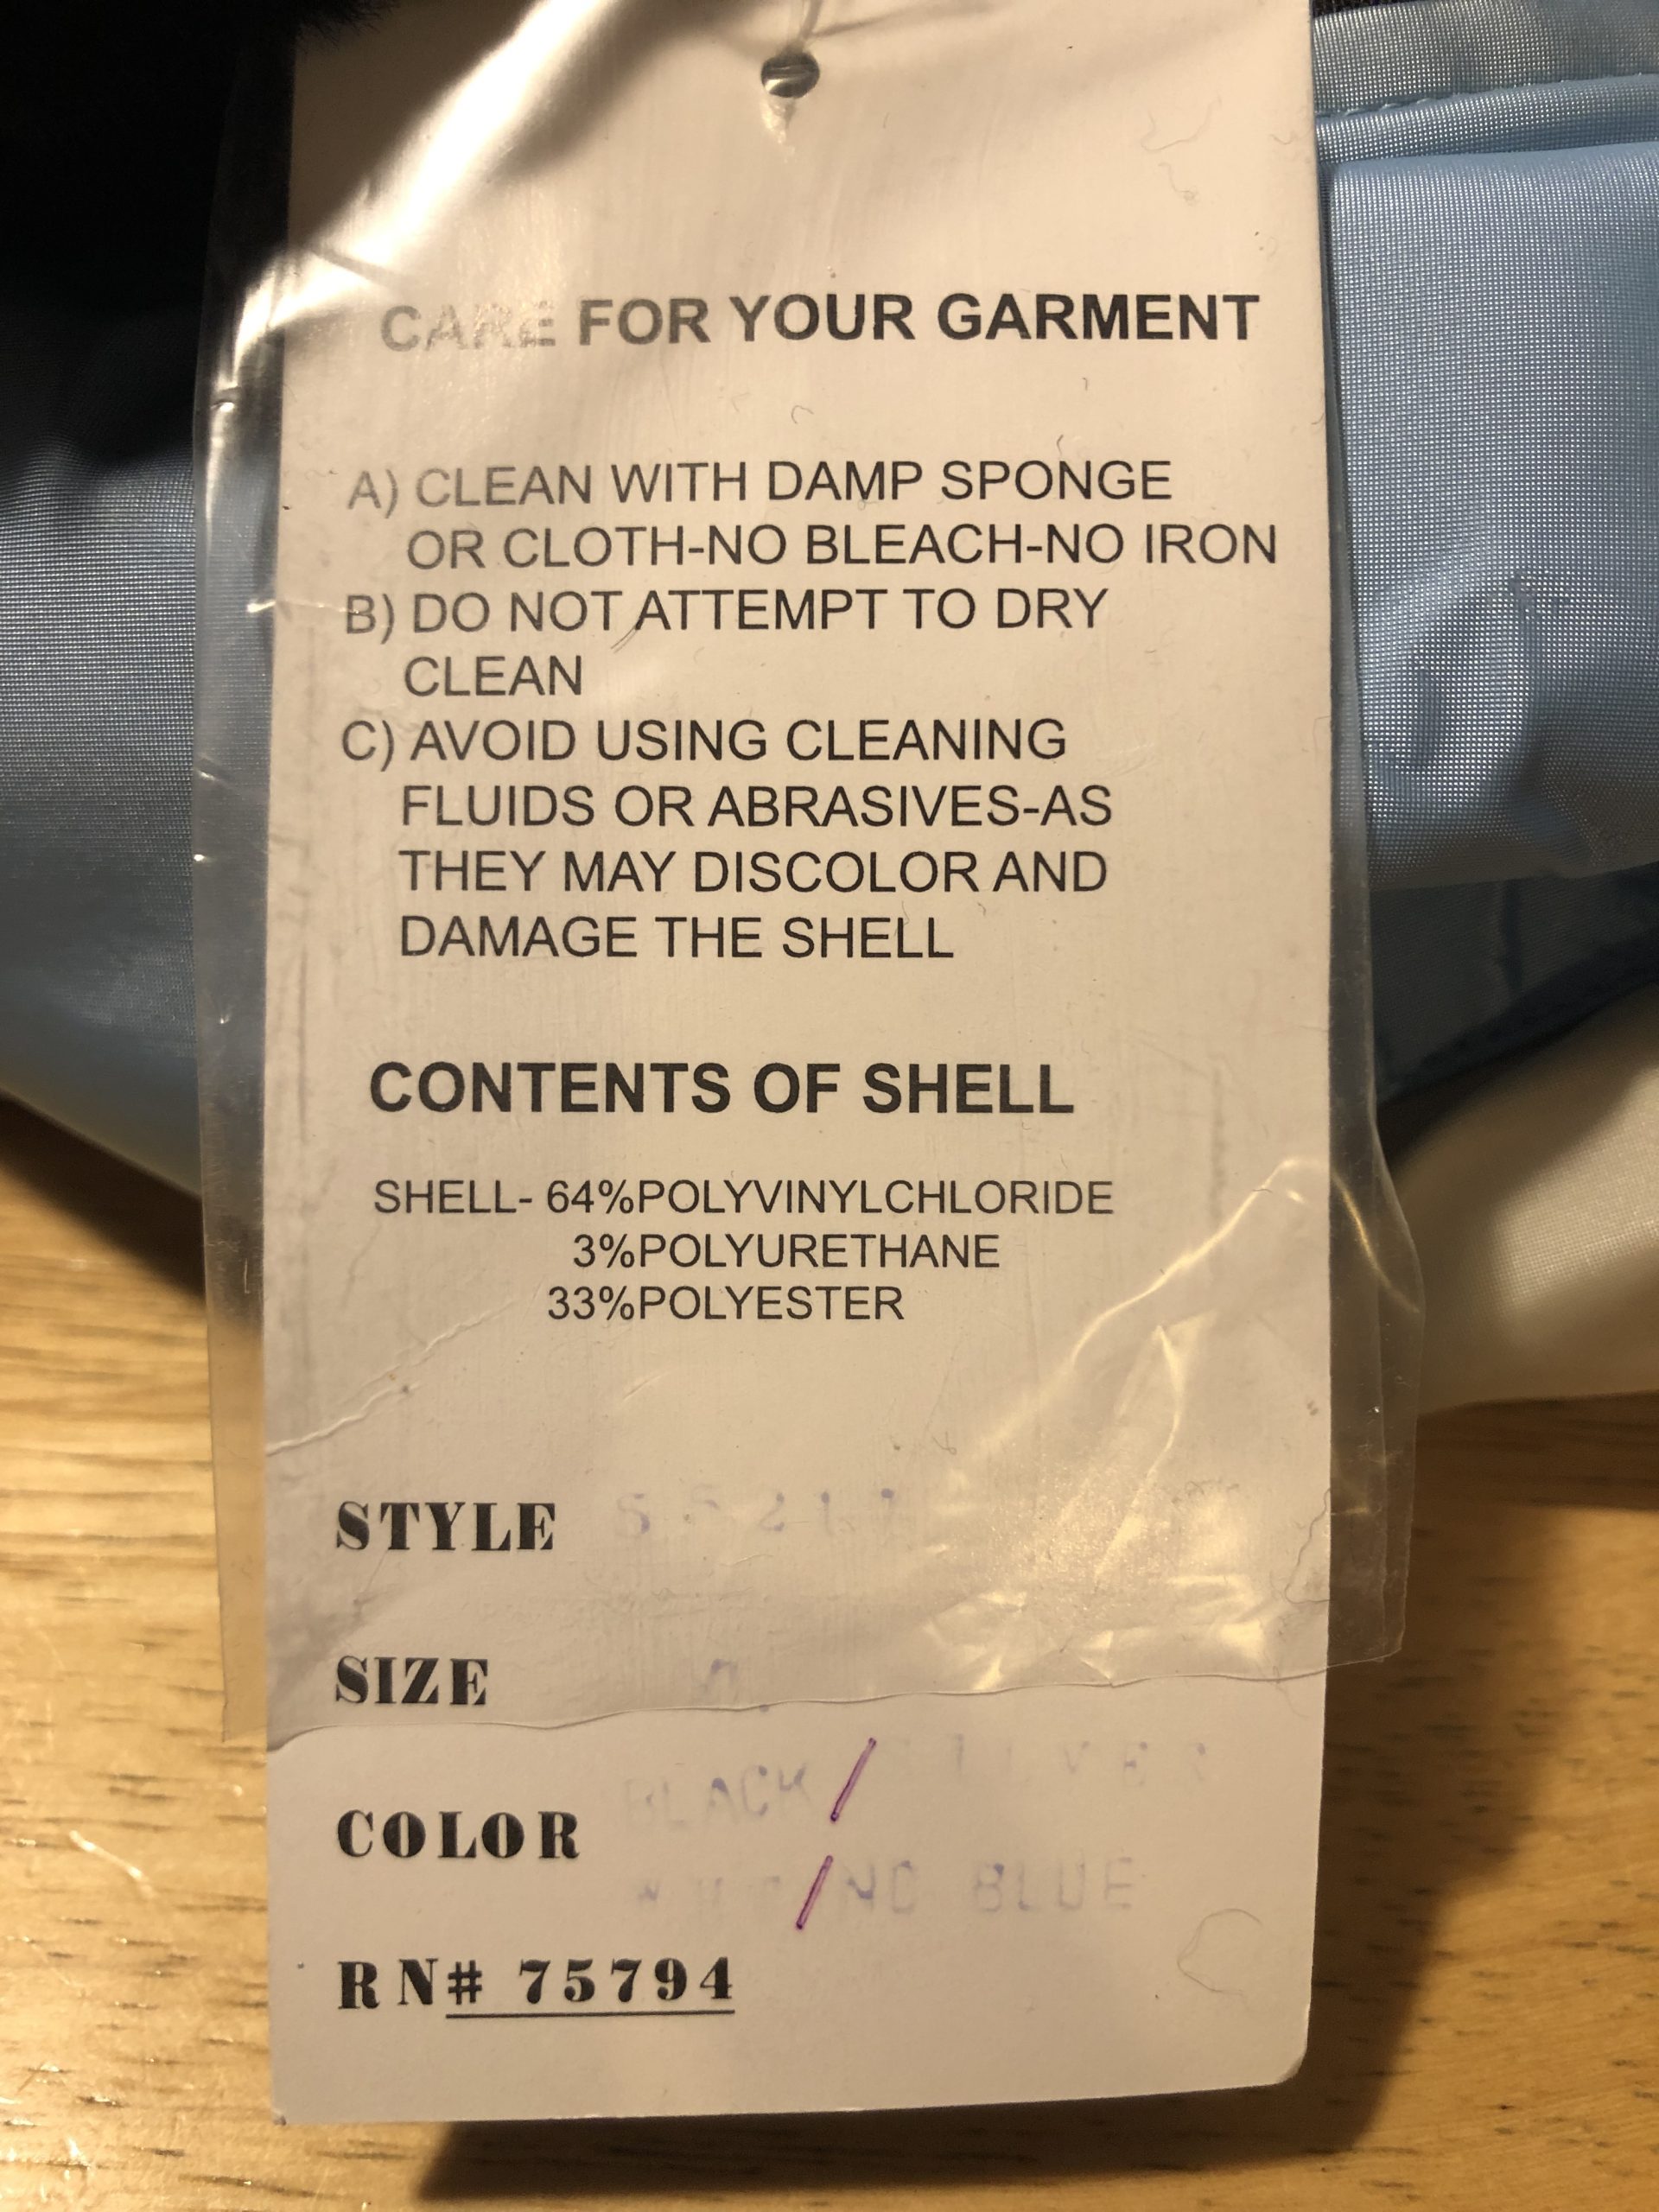 CARE FOR YOUR GARMENT
A) CLEAN WITH DAMP SPONGE
OR CLOTH-NO BLEACH-NO IRON
B) DO NOT ATTEMPT TO DRY
CLEAN
C) AVOID USING CLEANING
FLUIDS OR ABRASIVES-AS
THEY MAY DISCOLOR AND
DAMAGE THE SHELL
CONTENTS OF SHELL
SHELL- 64%POLYVINYLCHLORIDE
3%POLYURETHANE
33%POLYESTER
STYLE
SIZE
BLACK / SILVER
COLOR
/ BLUE
RN# 75794